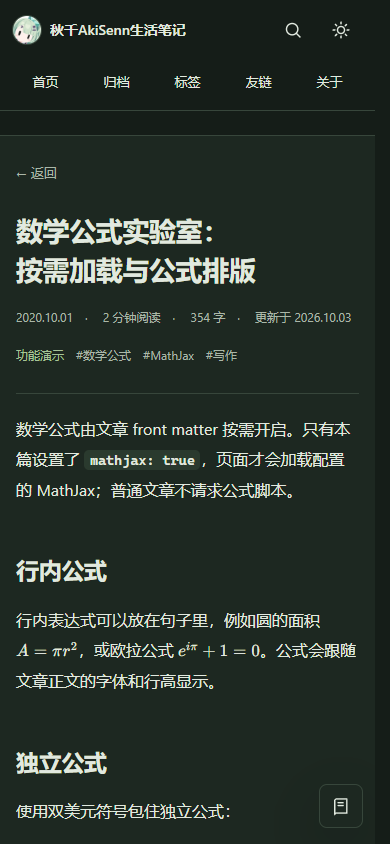 秋千AkiSenn生活笔记
首页 归档 标签 友链 关于
← 返回
数学公式实验室：
按需加载与公式排版
2020.10.01 · 2 分钟阅读 · 354 字 · 更新于 2026.10.03
功能演示 #数学公式 #MathJax #写作
数学公式由文章 front matter 按需开启。只有本
篇设置了 mathjax: true，页面才会加载配置
的 MathJax；普通文章不请求公式脚本。
行内公式
行内表达式可以放在句子里，例如圆的面积
A = πr²，或欧拉公式 e^{iπ} + 1 = 0。公式会跟随
文章正文的字体和行高显示。
独立公式
使用双美元符号包住独立公式：